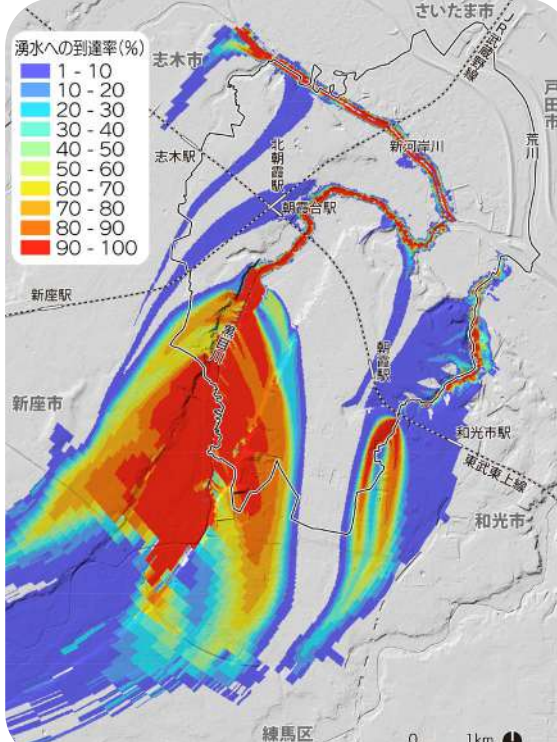 さいたま市
JR武蔵野線
湧水への到達率(%)
1 - 10
10 - 20
20 - 30
30 - 40
40 - 50
50 - 60
60 - 70
70 - 80
80 - 90
90 - 100
志木市
戸田市
荒川
新河岸川
北朝霞駅
志木駅
朝霞台駅
新座駅
黒目川
朝霞駅
新座市
和光市駅
東武東上線
和光市
練馬区
0 1km